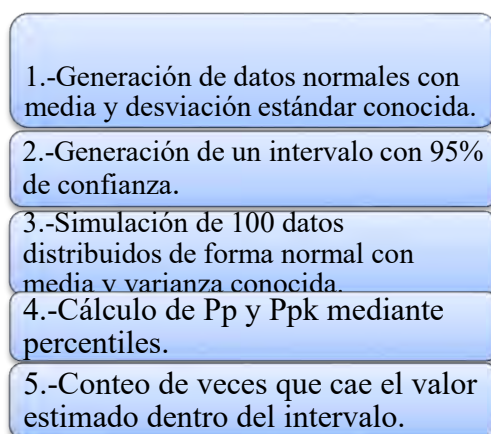 1.-Generación de datos normales con
media y desviación estándar conocida.
2.-Generación de un intervalo con 95%
de confianza.
3.-Simulación de 100 datos
distribuidos de forma normal con
media y varianza conocida.
4.-Cálculo de Pp y Ppk mediante
percentiles.
5.-Conteo de veces que cae el valor
estimado dentro del intervalo.